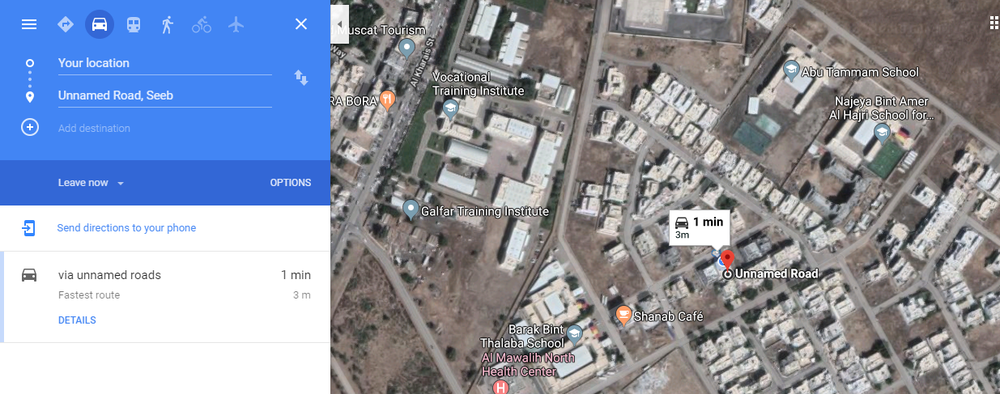 Your location
Unnamed Road, Seeb
Add destination
Leave now
OPTIONS
Send directions to your phone
via unnamed roads
1 min
Fastest route
3 m
DETAILS
Muscat Tourism
Way
Al Kharais St
Vocational
Training Institute
RA BORA
Abu Tammam School
Najeya Bint Amer
Al Hajri School for...
Galfar Training Institute
1 min
3m
Unnamed Road
Shanab Café
Barak Bint
Thalaba School
Al Mawalih North
Health Center
H